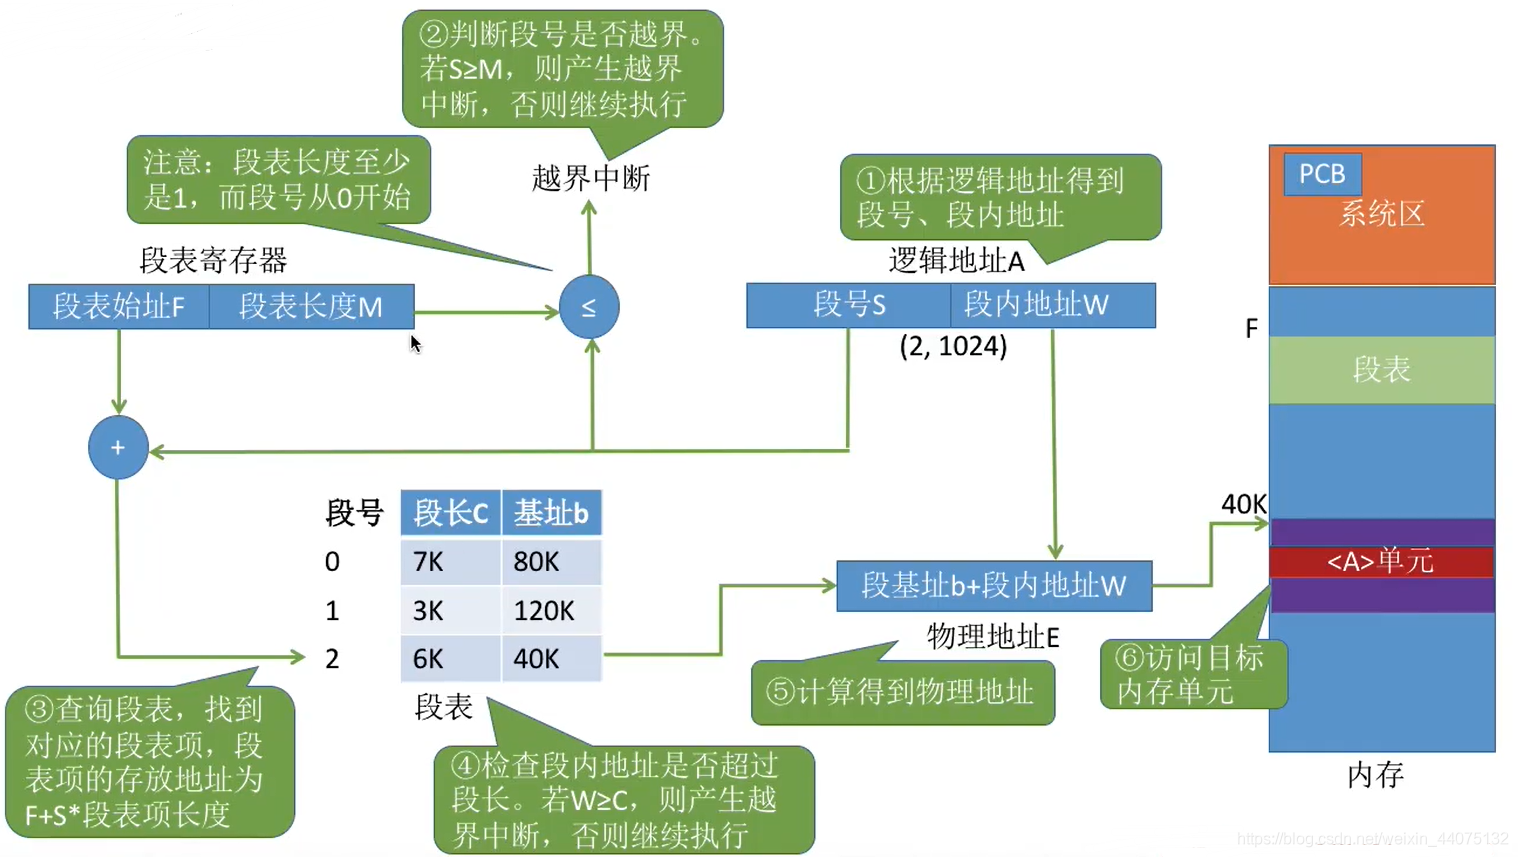 ②判断段号是否越界。
若S≥M，则产生越界
中断，否则继续执行
注意：段表长度至少
是1，而段号从0开始
越界中断
①根据逻辑地址得到
段号、段内地址
PCB
系统区
段表寄存器
逻辑地址A
段表始址F 段表长度M
≤
段号S 段内地址W
(2, 1024)
F
段表
+
段号 段长C 基址b
0 7K 80K
1 3K 120K
2 6K 40K
段表
40K
<A>单元
段基址b+段内地址W
物理地址E
③查询段表，找到
对应的段表项，段
表项的存放地址为
F+S*段表项长度
④检查段内地址是否超过
段长。若W≥C，则产生越
界中断，否则继续执行
⑤计算得到物理地址
⑥访问目标
内存单元
内存
https://blog.csdn.net/weixin_44075132